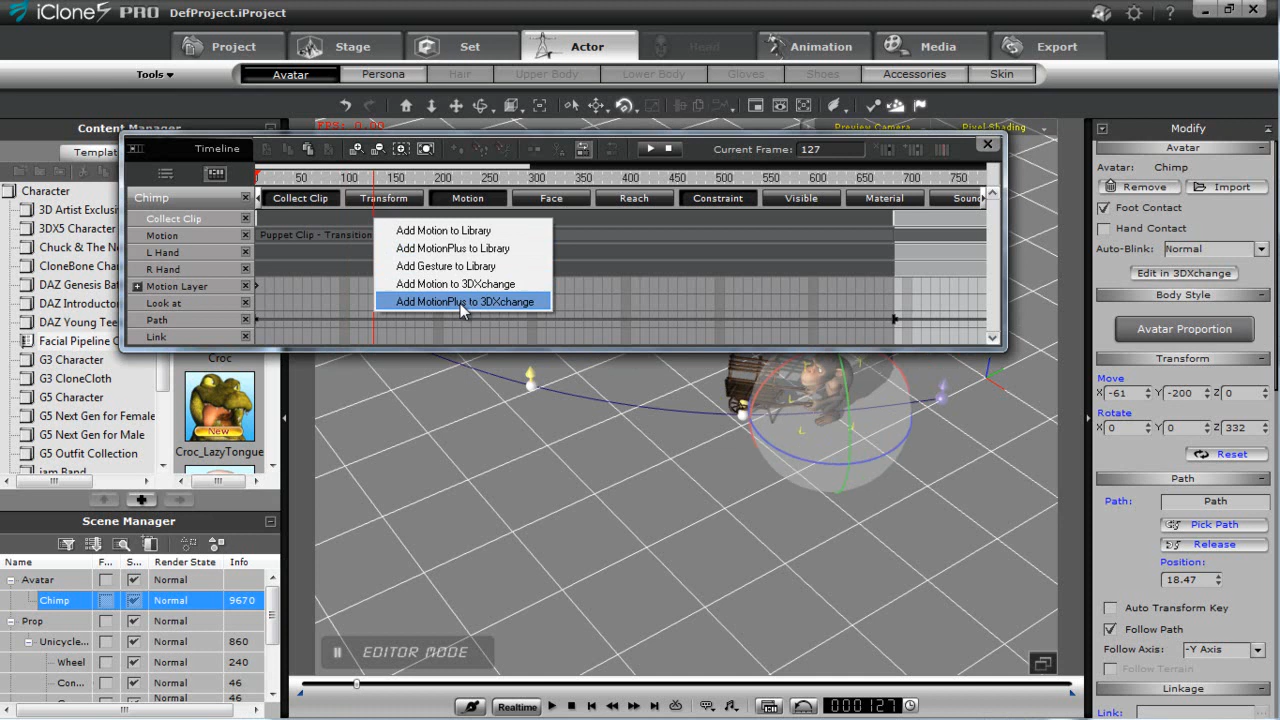 iClone5 PRO DefProject.iProject
Project Stage Set Actor Head Animation Media Export
Tools Avatar Persona Hair Upper Body Lower Body Gloves Shoes Accessories Skin
FPS: 0.00 Preview Camera Pixel Shading
Content Manager
Templat
Character
3D Artist Exclusi
3DX5 Character
Chuck & The New
CloneBone Chara
DAZ Genesis Bat
DAZ Introductor
DAZ Young Tee
Facial Pipeline C
G3 Character
G3 CloneCloth
G5 Character
G5 Next Gen for Female
G5 Next Gen for Male
G5 Outfit Collection
jam Band
Croc
New
Croc_LazyTongue
Timeline
Current Frame: 127
50 100 150 200 250 300 350 400 450 500 550 600 650 700 750
Chimp Collect Clip Transform Motion Face Reach Constraint Visible Material Soun
Collect Clip
Motion Puppet Clip - Transition
L Hand
R Hand
Motion Layer
Look at
Path
Link
Add Motion to Library
Add MotionPlus to Library
Add Gesture to Library
Add Motion to 3DXchange
Add MotionPlus to 3DXchange
Scene Manager
Name F... S... Render State Info
Avatar Normal
Chimp Normal 9670
Prop Normal
Unicycle... Normal 860
Wheel Normal 240
Con... Normal 46
Normal 46
EDITOR MODE
Realtime 000127
Modify
Avatar
Avatar: Chimp
Remove Import
Foot Contact
Hand Contact
Auto-Blink: Normal
Edit in 3DXchange
Body Style
Avatar Proportion
Transform
Move
X -61 Y -200 Z 0
Rotate
X 0 Y 0 Z 332
Reset
Path
Path: Path
Pick Path
Release
Position:
18.47
Auto Transform Key
Follow Path
Follow Axis: -Y Axis
Follow Terrain
Linkage
Link: